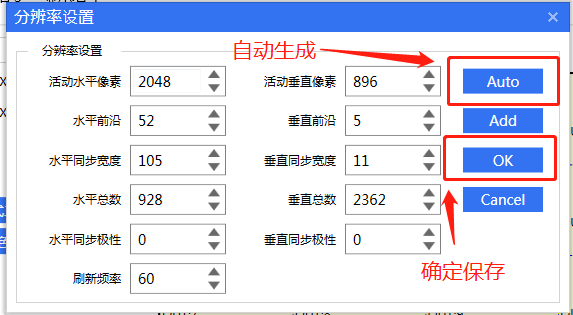 分辨率设置
分辨率设置
自动生成
活动水平像素 2048 活动垂直像素 896 Auto
水平前沿 52 垂直前沿 5 Add
水平同步宽度 105 垂直同步宽度 11 OK
水平总数 928 垂直总数 2362 Cancel
水平同步极性 0 垂直同步极性 0
确定保存
刷新频率 60